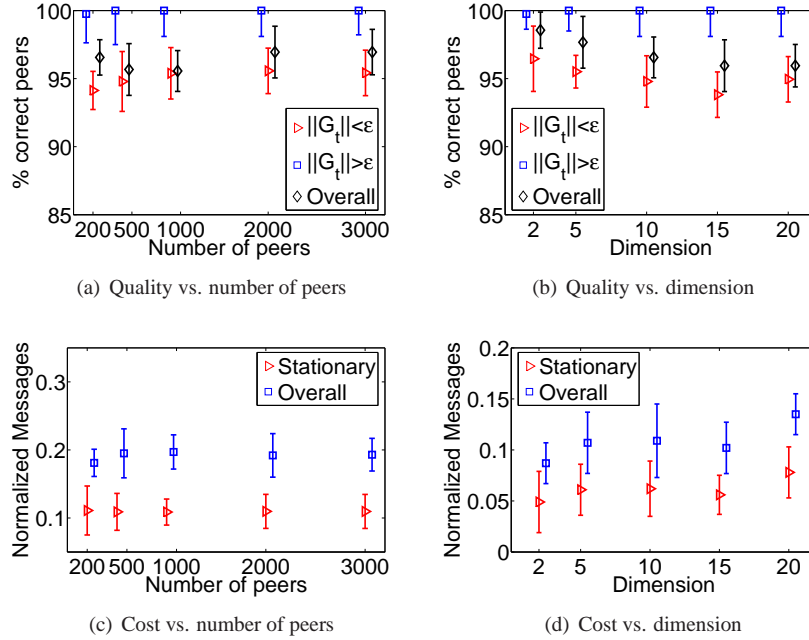 100
95
90
85
% correct peers
||G_t||<ε
||G_t||>ε
Overall
200 500 1000 2000 3000
Number of peers
(a) Quality vs. number of peers
100
95
90
85
% correct peers
||G_t||<ε
||G_t||>ε
Overall
2 5 10 15 20
Dimension
(b) Quality vs. dimension
0.3
0.2
0.1
Normalized Messages
Stationary
Overall
200 500 1000 2000 3000
Number of peers
(c) Cost vs. number of peers
0.2
0.15
0.1
0.05
0
Normalized Messages
Stationary
Overall
2 5 10 15 20
Dimension
(d) Cost vs. dimension